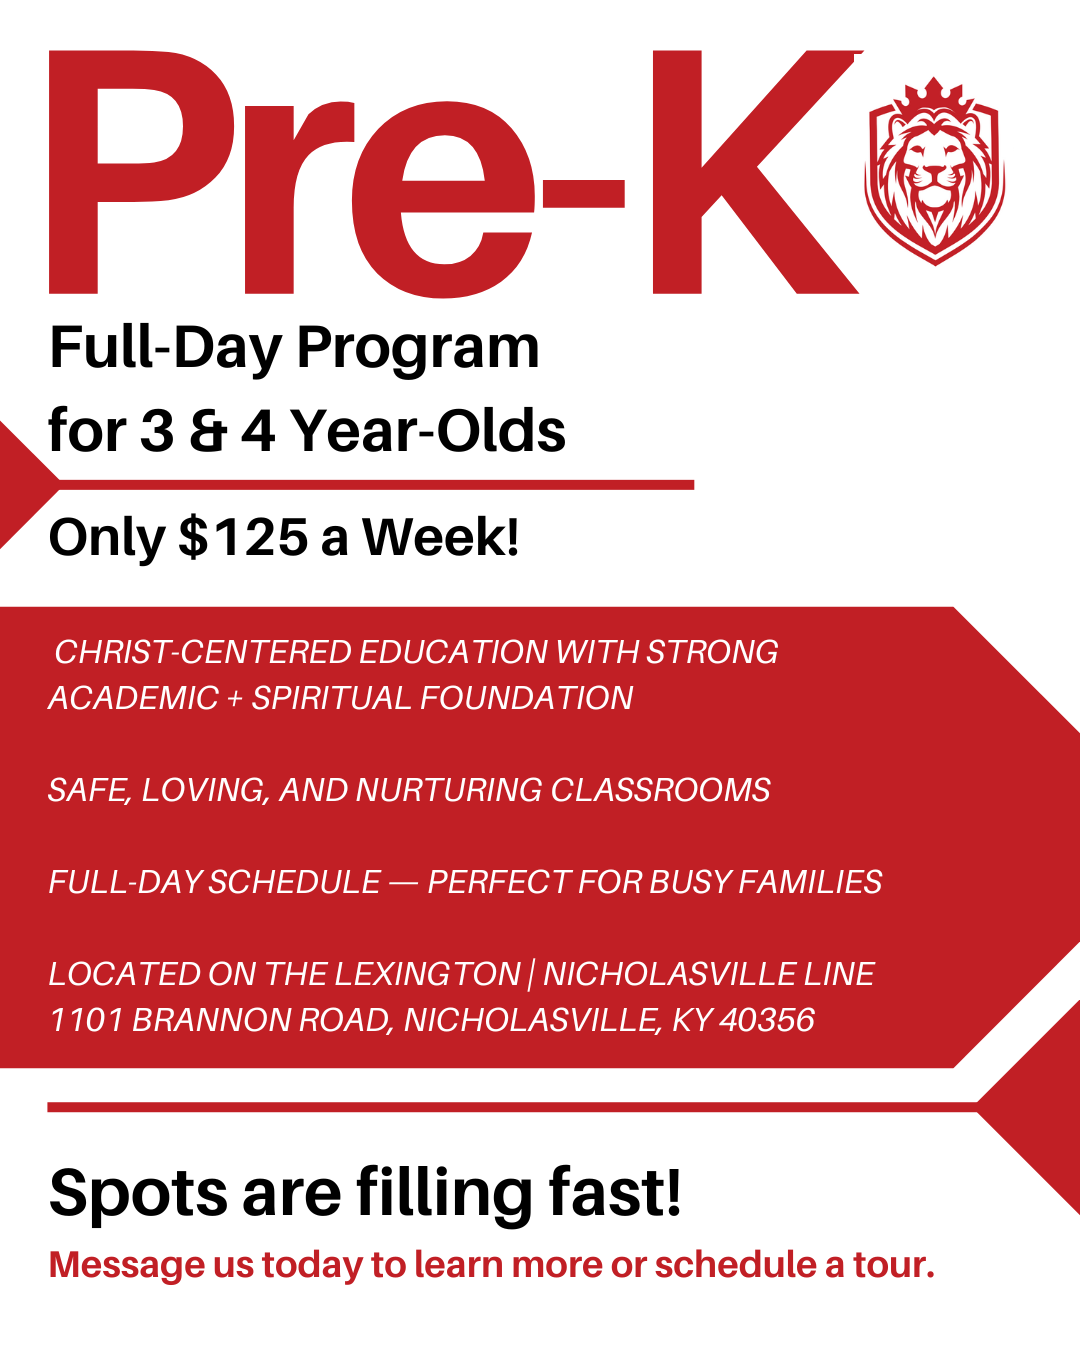 Pre-K
Full-Day Program
for 3 & 4 Year-Olds
Only $125 a Week!
CHRIST-CENTERED EDUCATION WITH STRONG
ACADEMIC + SPIRITUAL FOUNDATION
SAFE, LOVING, AND NURTURING CLASSROOMS
FULL-DAY SCHEDULE — PERFECT FOR BUSY FAMILIES
LOCATED ON THE LEXINGTON | NICHOLASVILLE LINE
1101 BRANNON ROAD, NICHOLASVILLE, KY 40356
Spots are filling fast!
Message us today to learn more or schedule a tour.